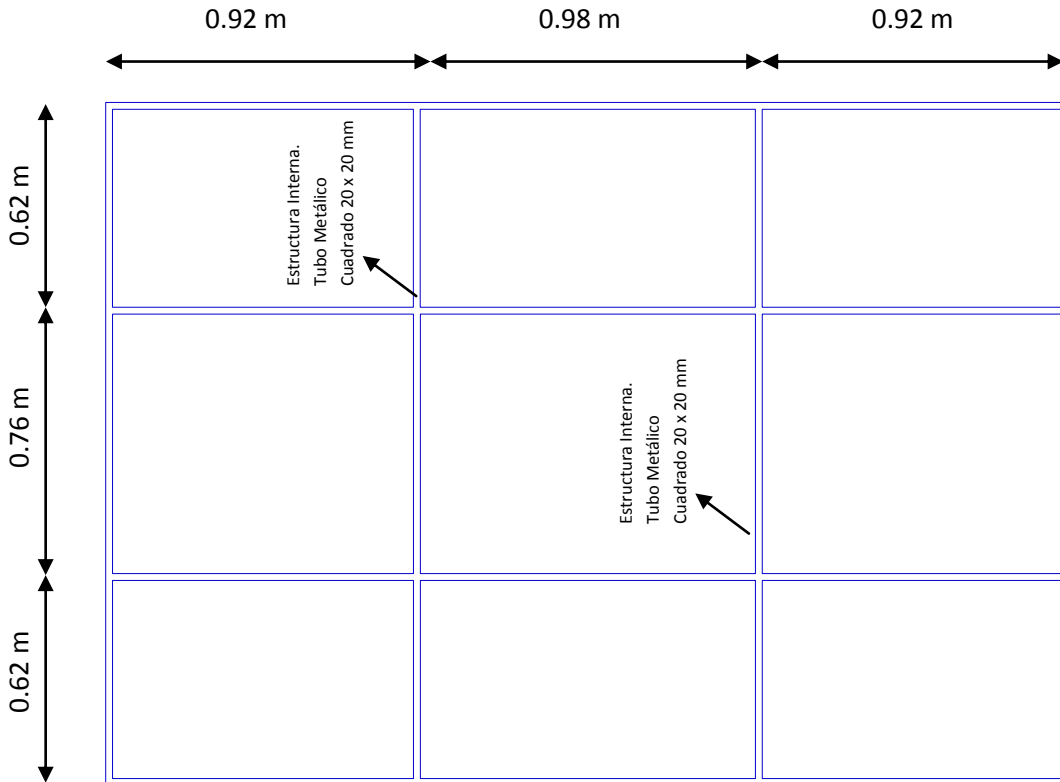 0.92 m
0.98 m
0.92 m
0.62 m
Estructura Interna.
Tubo Metálico
Cuadrado 20 x 20 mm
0.76 m
Estructura Interna.
Tubo Metálico
Cuadrado 20 x 20 mm
0.62 m